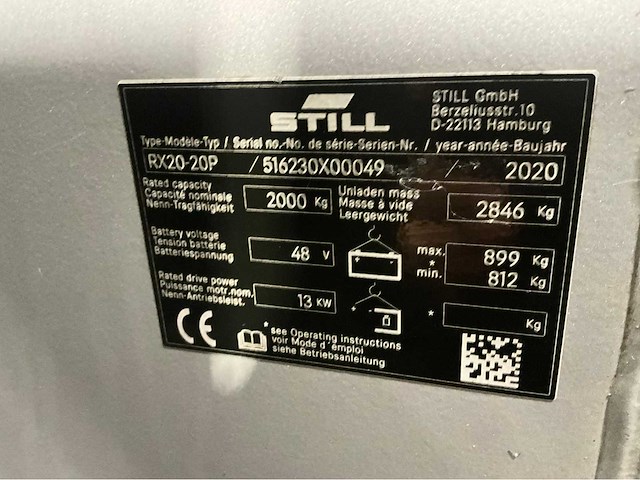 STILL
STILL GmbH
Berzeliusstr.10
D-22113 Hamburg
Type-Modèle-Typ / Serial no.-No. de série-Serien-Nr. / year-année-Baujahr
RX20-20P / 516230X00049 / 2020
Rated capacity
Capacité nominale
Nenn-Tragfähigkeit
2000 Kg
Unladen mass
Masse à vide
Leergewicht
2846 Kg
Battery voltage
Tension batterie
Batteriespannung
48 V
max. 899 Kg
*
min. 812 Kg
Rated drive power
Puissance motr.nom.
Nenn-Antriebsleist.
13 KW
* Kg
CE
* see Operating instructions
voir Mode d'emploi
siehe Betriebsanleitung